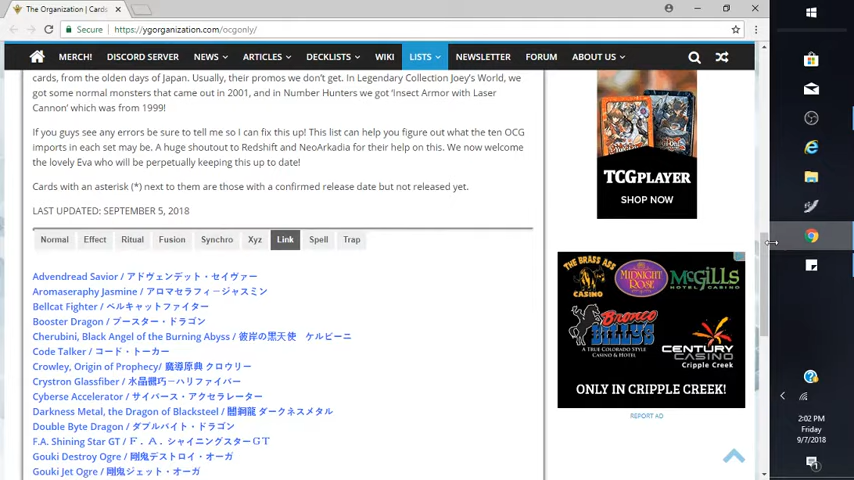 The Organization | Cards
Secure
https://ygorganization.com/ocgonly/
MERCH!
DISCORD SERVER
NEWS
ARTICLES
DECKLISTS
WIKI
LISTS
NEWSLETTER
FORUM
ABOUT US
cards, from the olden days of Japan. Usually, their promos we don't get. In Legendary Collection Joey's World, we
got some normal monsters that came out in 2001, and in Number Hunters we got 'Insect Armor with Laser
Cannon' which was from 1999!
If you guys see any errors be sure to tell me so I can fix this up! This list can help you figure out what the ten OCG
imports in each set may be. A huge shoutout to Redshift and NeoArkadia for their help on this. We now welcome
the lovely Eva who will be perpetually keeping this up to date!
Cards with an asterisk (*) next to them are those with a confirmed release date but not released yet.
LAST UPDATED: SEPTEMBER 5, 2018
Normal
Effect
Ritual
Fusion
Synchro
Xyz
Link
Spell
Trap
Advendread Savior / アドヴェンデット・セイヴァー
Aromaseraphy Jasmine / アロマセラフィ－ジャスミン
Bellcat Fighter / ベルキャットファイター
Booster Dragon / ブースター・ドラゴン
Cherubini, Black Angel of the Burning Abyss / 彼岸の黒天使　ケルビーニ
Code Talker / コード・トーカー
Crowley, Origin of Prophecy/ 魔導原典 クロウリー
Crystron Glassfiber / 水晶機巧－ハリファイバー
Cyberse Accelerator / サイバース・アクセラレーター
Darkness Metal, the Dragon of Blacksteel / 闇鋼龍 ダークネスメタル
Double Byte Dragon / ダブルバイト・ドラゴン
F.A. Shining Star GT / Ｆ．Ａ．シャイニングスターＧＴ
Gouki Destroy Ogre / 剛鬼デストロイ・オーガ
Gouki Jet Ogre / 剛鬼ジェット・オーガ
TCGPLAYER
SHOP NOW
THE BRASS ASS
CASINO
MIDNIGHT
ROSE
McGILLS
HOTEL CASINO
BRONCO
BILLY'S
A TRUE COLORADO STYLE
CASINO & HOTEL
CENTURY
CASINO
Cripple Creek
ONLY IN CRIPPLE CREEK!
REPORT AD
2:02 PM
Friday
9/7/2018